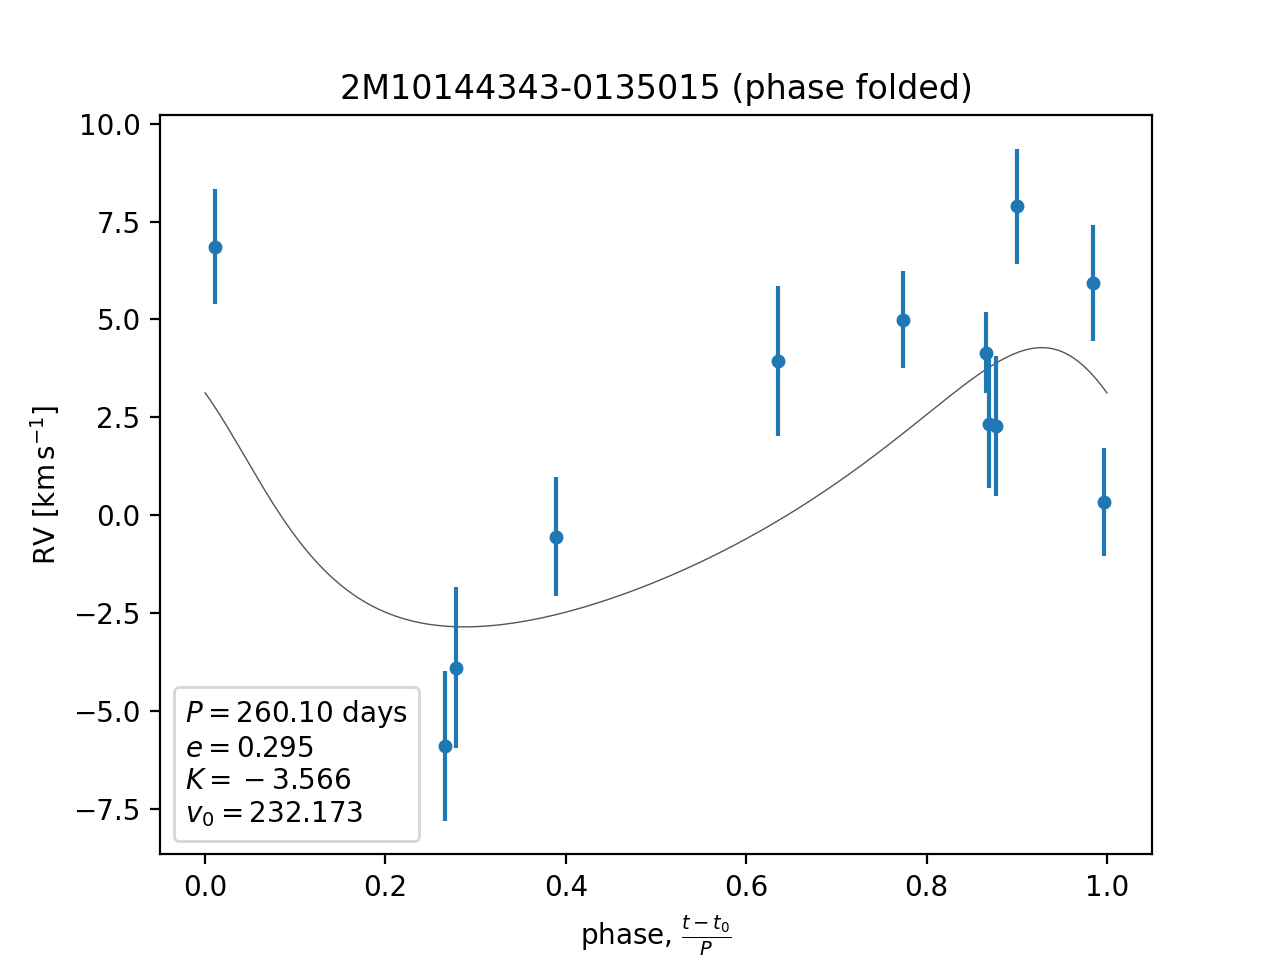 2M10144343-0135015 (phase folded)
10.0
7.5
5.0
2.5
0.0
−2.5
−5.0
−7.5
RV [km s⁻¹]
P = 260.10 days
e = 0.295
K = −3.566
v₀ = 232.173
0.0 0.2 0.4 0.6 0.8 1.0
phase, (t − t₀)/P